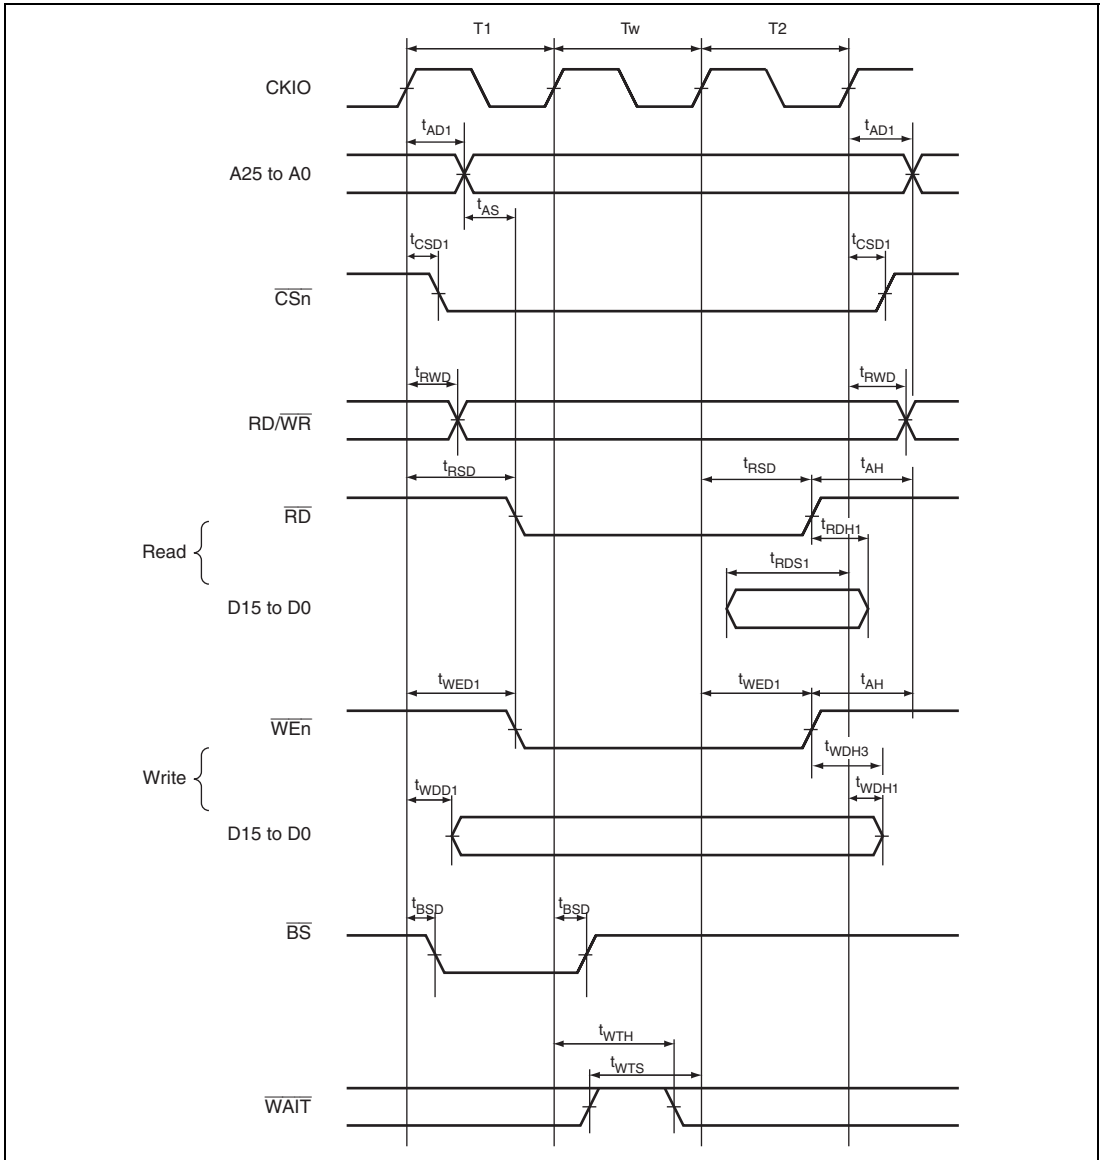 T1 Tw T2
CKIO
tAD1 tAD1
A25 to A0
tAS
tCSD1 tCSD1
CSn
tRWD tRWD
RD/WR
tRSD tRSD tAH
RD
tRDH1
Read
tRDS1
D15 to D0
tWED1 tWED1 tAH
WEn
tWDH3
Write
tWDD1 tWDH1
D15 to D0
tBSD tBSD
BS
tWTH
tWTS
WAIT